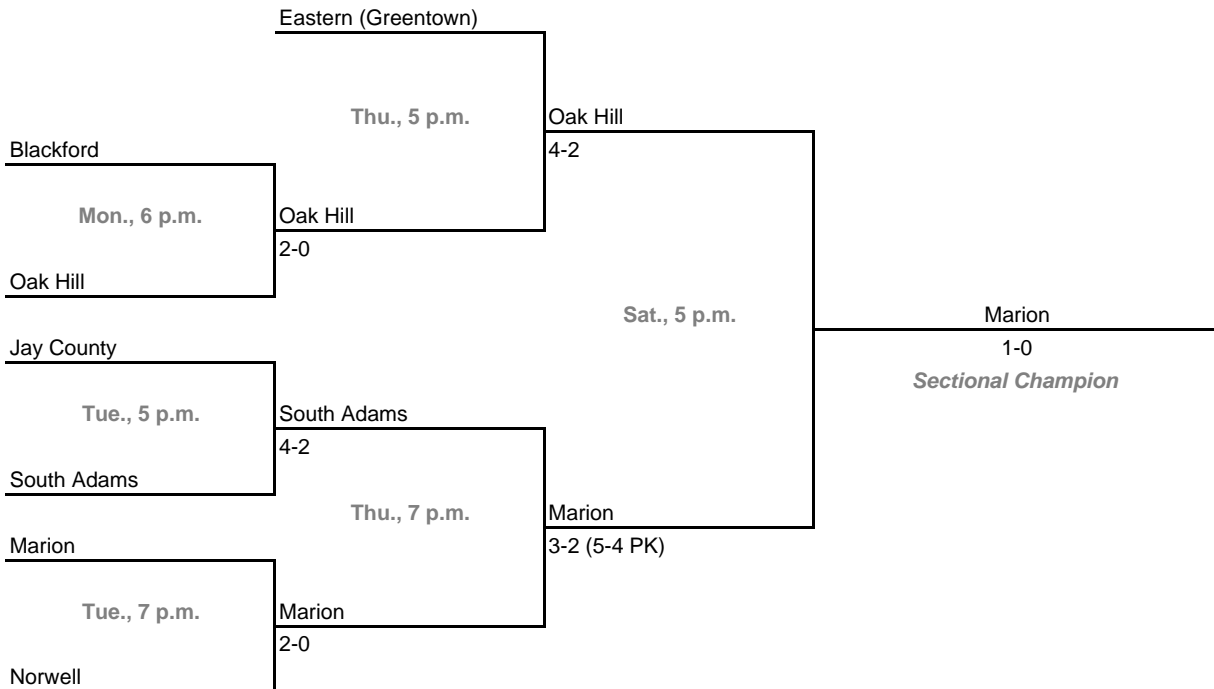 Eastern (Greentown)
Thu., 5 p.m.
Oak Hill
Blackford
4-2
Mon., 6 p.m.
Oak Hill
2-0
Oak Hill
Sat., 5 p.m.
Marion
Jay County
1-0
Sectional Champion
Tue., 5 p.m.
South Adams
4-2
South Adams
Thu., 7 p.m.
Marion
Marion
3-2 (5-4 PK)
Tue., 7 p.m.
Marion
2-0
Norwell